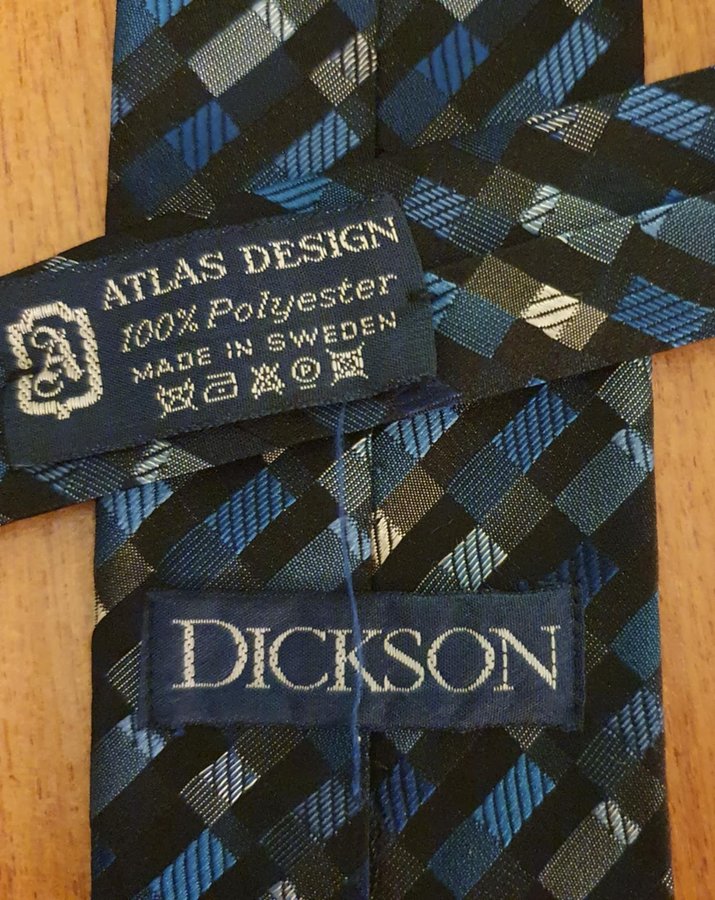 ATLAS DESIGN
100% Polyester
MADE IN SWEDEN
A
P
DICKSON